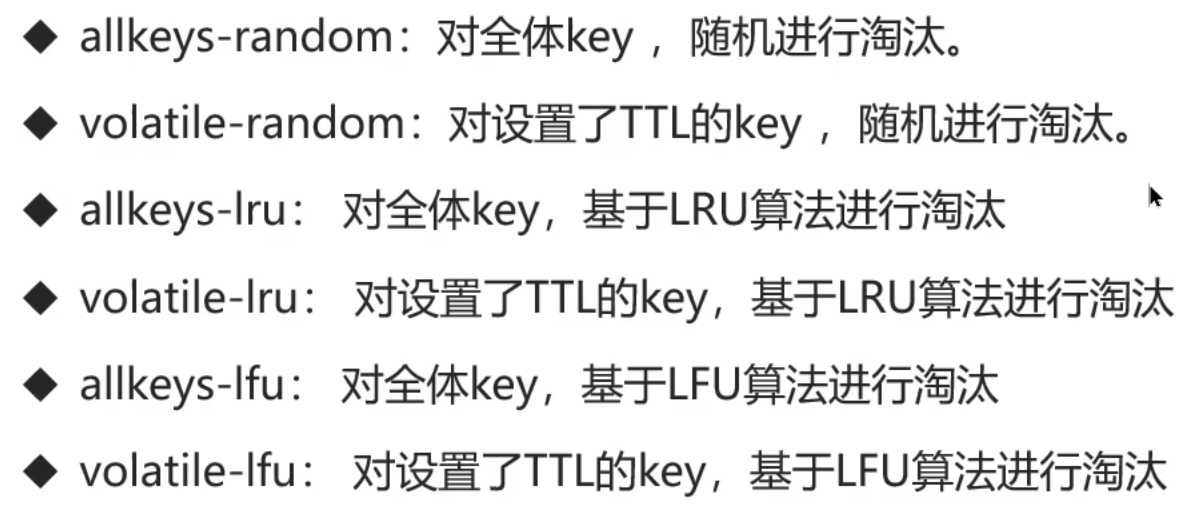 ◆ allkeys-random：对全体key ，随机进行淘汰。
◆ volatile-random：对设置了TTL的key ，随机进行淘汰。
◆ allkeys-lru： 对全体key，基于LRU算法进行淘汰
◆ volatile-lru： 对设置了TTL的key，基于LRU算法进行淘汰
◆ allkeys-lfu： 对全体key，基于LFU算法进行淘汰
◆ volatile-lfu： 对设置了TTL的key，基于LFU算法进行淘汰